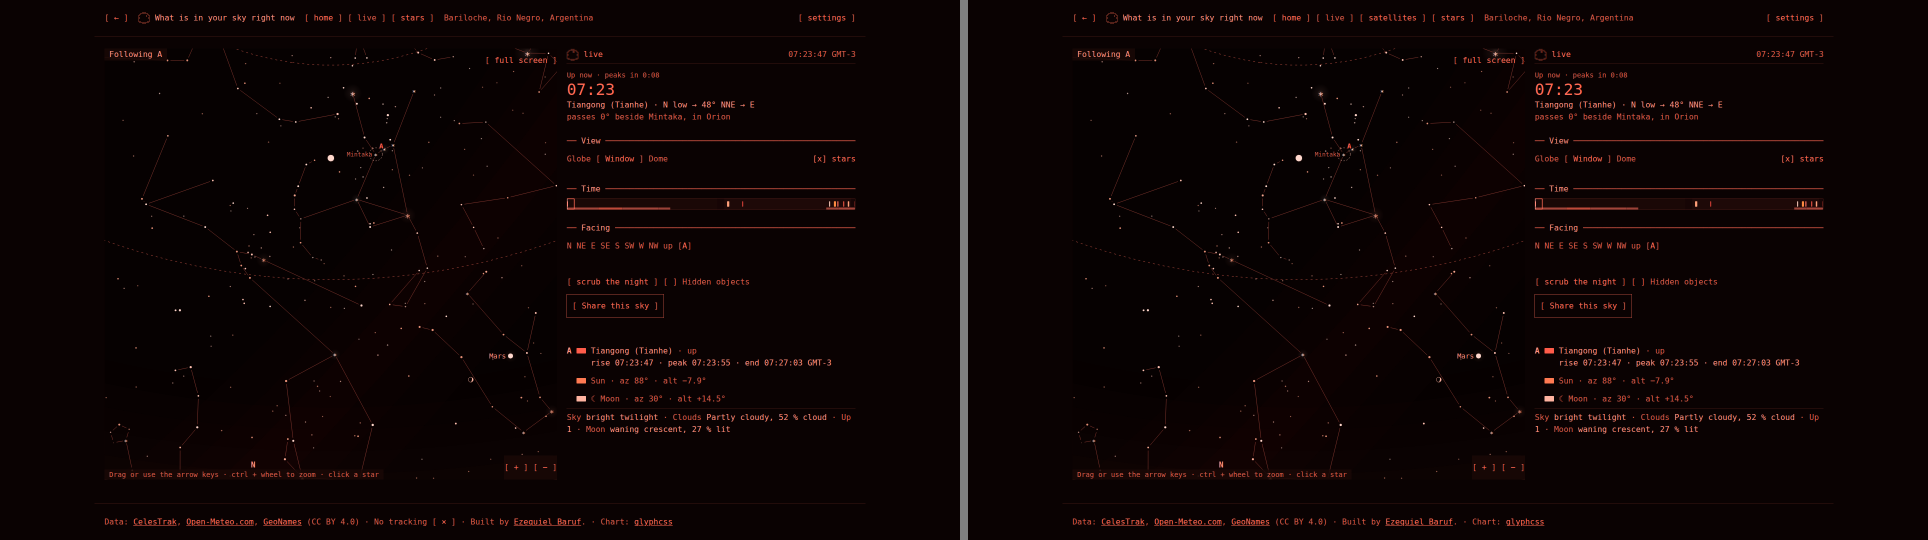 [ ← ] What is in your sky right now [ home ] [ live ] [ stars ] Bariloche, Rio Negro, Argentina [ settings ]
Following A
[ full screen ]
Mintaka
A
Mars
N
Drag or use the arrow keys · ctrl + wheel to zoom · click a star
[ + ] [ − ]
live 07:23:47 GMT-3
Up now · peaks in 0:08
07:23
Tiangong (Tianhe) · N low → 48° NNE → E
passes 0° beside Mintaka, in Orion
View
Globe [ Window ] Dome [x] stars
Time
Facing
N NE E SE S SW W NW up [A]
[ scrub the night ] [ ] Hidden objects
[ Share this sky ]
A Tiangong (Tianhe) · up
rise 07:23:47 · peak 07:23:55 · end 07:27:03 GMT-3
Sun · az 88° · alt −7.9°
☾ Moon · az 30° · alt +14.5°
Sky bright twilight · Clouds Partly cloudy, 52 % cloud · Up
1 · Moon waning crescent, 27 % lit
Data: CelesTrak, Open-Meteo.com, GeoNames (CC BY 4.0) · No tracking [ × ] · Built by Ezequiel Baruf. · Chart: glyphcss
[ ← ] What is in your sky right now [ home ] [ live ] [ satellites ] [ stars ] Bariloche, Rio Negro, Argentina [ settings ]
Following A
[ full screen ]
Mintaka
A
Mars
N
Drag or use the arrow keys · ctrl + wheel to zoom · click a star
[ + ] [ − ]
live 07:23:47 GMT-3
Up now · peaks in 0:08
07:23
Tiangong (Tianhe) · N low → 48° NNE → E
passes 0° beside Mintaka, in Orion
View
Globe [ Window ] Dome [x] stars
Time
Facing
N NE E SE S SW W NW up [A]
[ scrub the night ] [ ] Hidden objects
[ Share this sky ]
A Tiangong (Tianhe) · up
rise 07:23:47 · peak 07:23:55 · end 07:27:03 GMT-3
Sun · az 88° · alt −7.9°
☾ Moon · az 30° · alt +14.5°
Sky bright twilight · Clouds Partly cloudy, 52 % cloud · Up
1 · Moon waning crescent, 27 % lit
Data: CelesTrak, Open-Meteo.com, GeoNames (CC BY 4.0) · Built by Ezequiel Baruf. · Chart: glyphcss